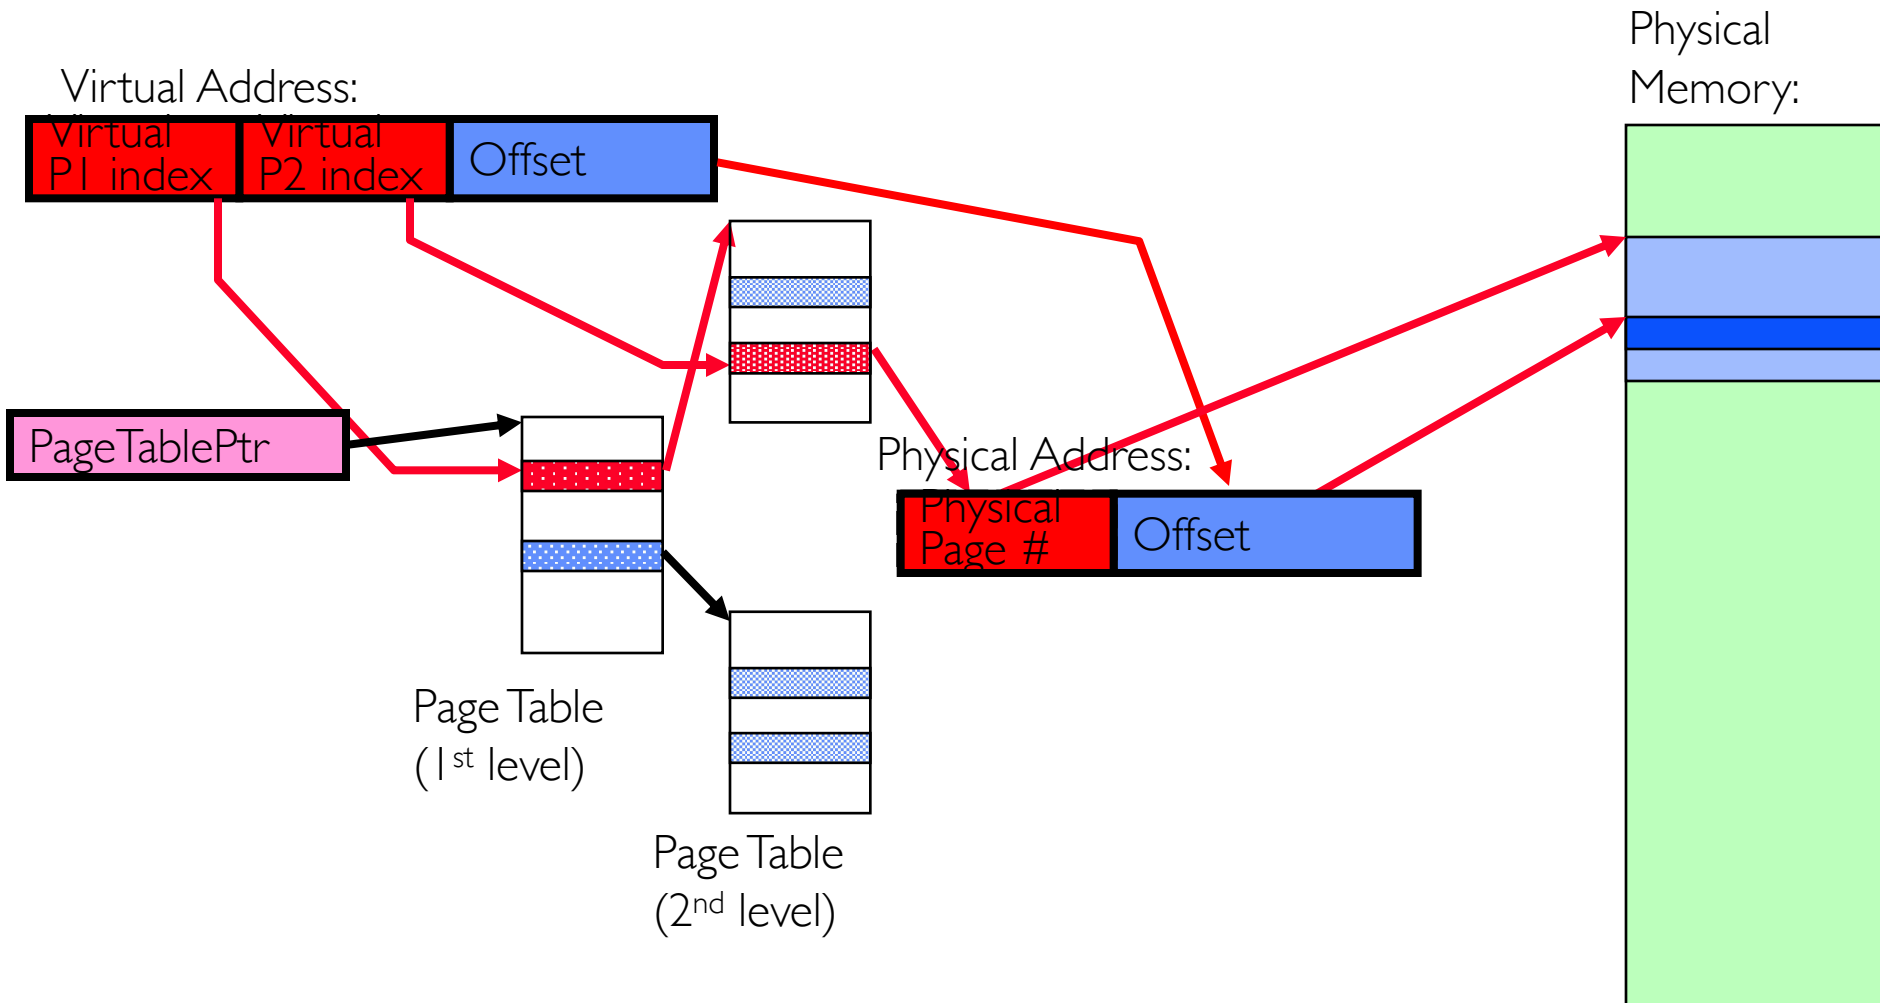 Physical
Memory:
Virtual Address:
Virtual
P1 index
Virtual
P2 index
Offset
PageTablePtr
Physical Address:
Physical
Page #
Offset
Page Table
(1st level)
Page Table
(2nd level)